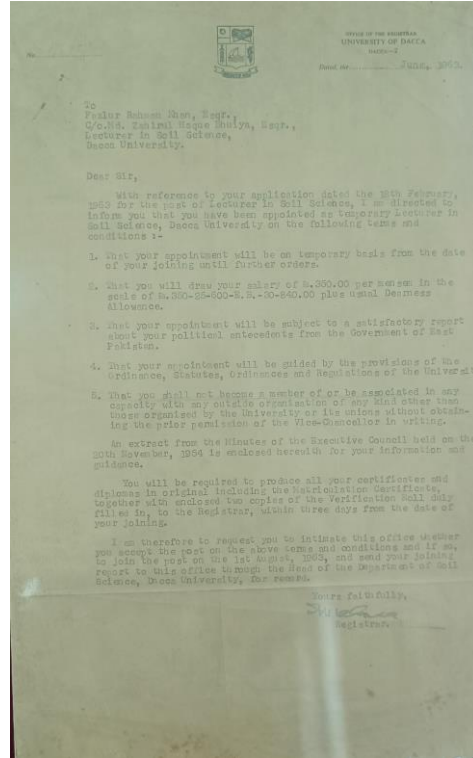 OFFICE OF THE REGISTRAR
UNIVERSITY OF DACCA
DACCA—2
No.
Dated, the June, 1963.
To
Fazlur Rahman Khan, Esqr.,
C/o.Md. Zahirul Haque Bhuiya, Esqr.,
Lecturer in Soil Science,
Dacca University.
Dear Sir,
With reference to your application dated the February,
1963 for the post of Lecturer in Soil Science, I am directed to
inform you that you have been appointed as temporary Lecturer in
Soil Science, Dacca University on the following terms and
conditions :-
1. That your appointment will be on temporary basis from the date
of your joining until further orders.
2. That you will draw your salary of Rs.350.00 per mensem in the
scale of Rs.350-25-500-E.B.-30-840.00 plus usual Dearness
Allowance.
3. That your appointment will be subject to a satisfactory report
about your political antecedents from the Government of East
Pakistan.
4. That your appointment will be guided by the provisions of the
Ordinance, Statutes, Ordinances and Regulations of the Universit
5. That you shall not become a member of or be associated in any
capacity with any outside organisation of any kind other than
those organised by the University or its unions without obtain-
ing the prior permission of the Vice-Chancellor in writing.
An extract from the Minutes of the Executive Council held on the
20th November, 1954 is enclosed herewith for your information and
guidance.
You will be required to produce all your certificates and
diplomas in original including the Matriculation Certificate,
together with enclosed two copies of the Verification Roll duly
filled in, to the Registrar, within three days from the date of
your joining.
I am therefore to request you to intimate this office whether
you accept the post on the above terms and conditions and if so,
to join the post on the 1st August, 1963, and send your joining
report to this office through the Head of the Department of Soil
Science, Dacca University, for record.
Yours faithfully,
Registrar.